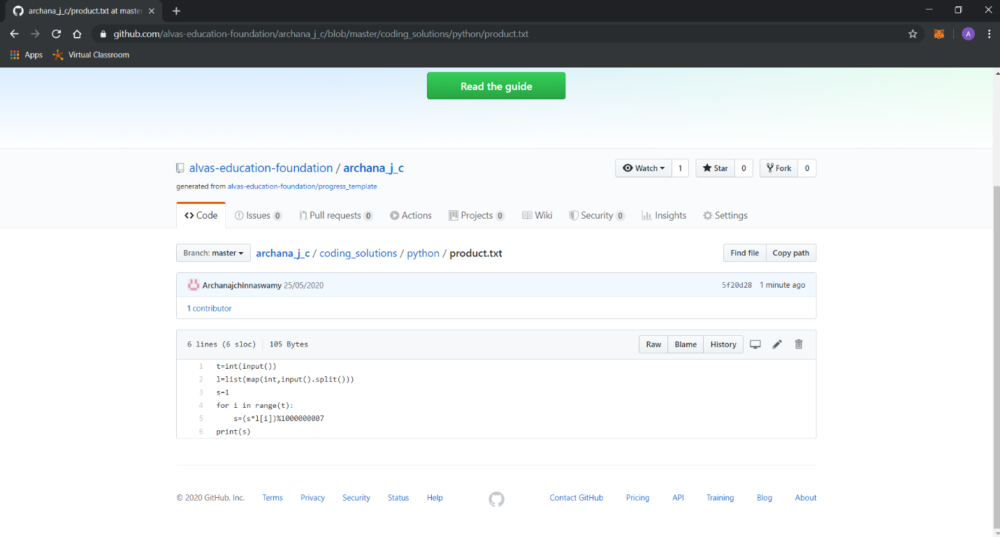 archana_j_c/product.txt at master
github.com/alvas-education-foundation/archana_j_c/blob/master/coding_solutions/python/product.txt
A
Apps Virtual Classroom
Read the guide
alvas-education-foundation / archana_j_c
Watch 1 Star 0 Fork 0
generated from alvas-education-foundation/progress_template
<> Code Issues 0 Pull requests 0 Actions Projects 0 Wiki Security 0 Insights Settings
Branch: master archana_j_c / coding_solutions / python / product.txt Find file Copy path
Archanajchinnaswamy 25/05/2020 5f20d28 1 minute ago
1 contributor
6 lines (6 sloc) 105 Bytes Raw Blame History
1 t=int(input())
2 l=list(map(int,input().split()))
3 s=1
4 for i in range(t):
5 s=(s*l[i])%1000000007
6 print(s)
© 2020 GitHub, Inc. Terms Privacy Security Status Help Contact GitHub Pricing API Training Blog About